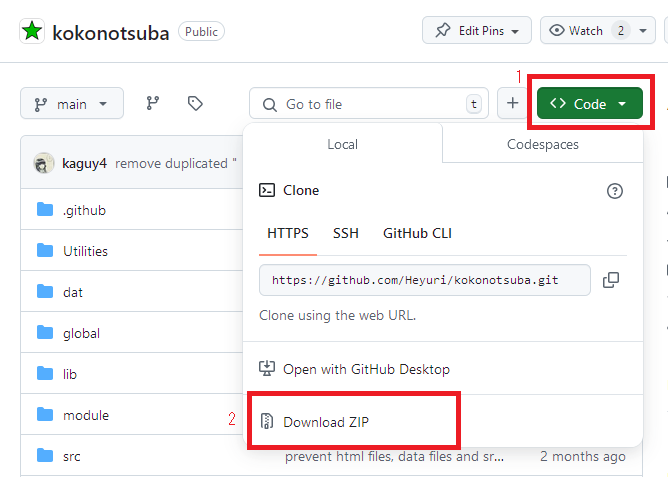 kokonotsuba Public Edit Pins Watch 2
1
main Go to file t + Code
Local Codespaces
kaguy4 remove duplicated "
Clone
.github
HTTPS SSH GitHub CLI
Utilities
https://github.com/Heyuri/kokonotsuba.git
dat
Clone using the web URL.
global
Open with GitHub Desktop
lib
module
2 Download ZIP
src prevent html files, data files and sr... 2 months ago